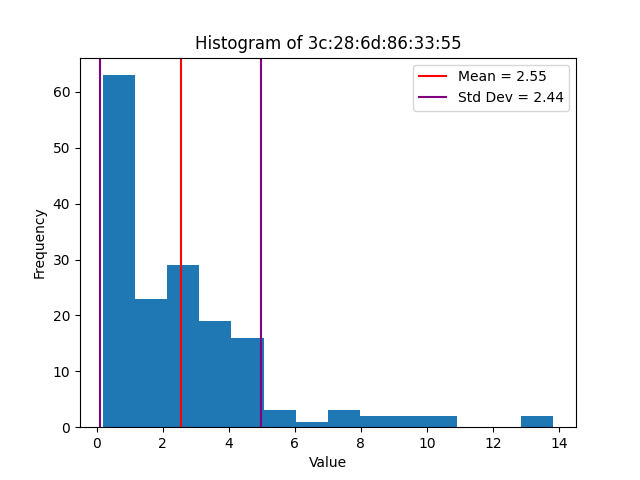 Histogram of 3c:28:6d:86:33:55
Mean = 2.55
Std Dev = 2.44
Frequency
60
50
40
30
20
10
0
0 2 4 6 8 10 12 14
Value